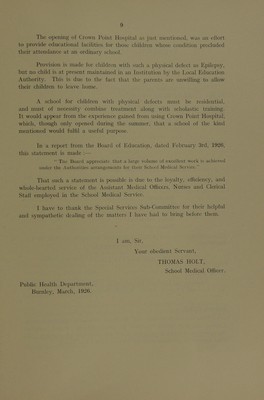 9
The opening of Crown Point Hospital as just mentioned, was an effort
to provide educational facilities for those children whose condition precluded
their attendance at an ordinary school.
Provision is made for children with such a physical defect as Epilepsy,
but no child is at present maintained in an Institution by the Local Education
Authority. This is due to the fact that the parents are unwilling to allow
their children to leave home.
A school for children with physical defects must be residential,
and must of necessity combine treatment along with scholastic training.
It would appear from the experience gained from using Crown Point Hospital,
which, though only opened during the summer, that a school of the kind
mentioned would fulfil a useful purpose.
In a report from the Board of Education, dated February 3rd, 1926,
this statement is made :—
"The Board appreciate that a large volume of excellent work is achieved
under the Authorities arrangements for their School Medical Service."
That such a statement is possible is due to the loyalty, efficiency, and
whole-hearted service of the Assistant Medical Officers, Nurses and Clerical
Staff employed in the School Medical Service.
I have to thank the Special Services Sub-Committee for their helpful
and sympathetic dealing of the matters I have had to bring before them.
I am, Sir,
Your obedient Servant,
THOMAS HOLT,
School Medical Officer.
Public Health Department,
Burnley, March, 1926.